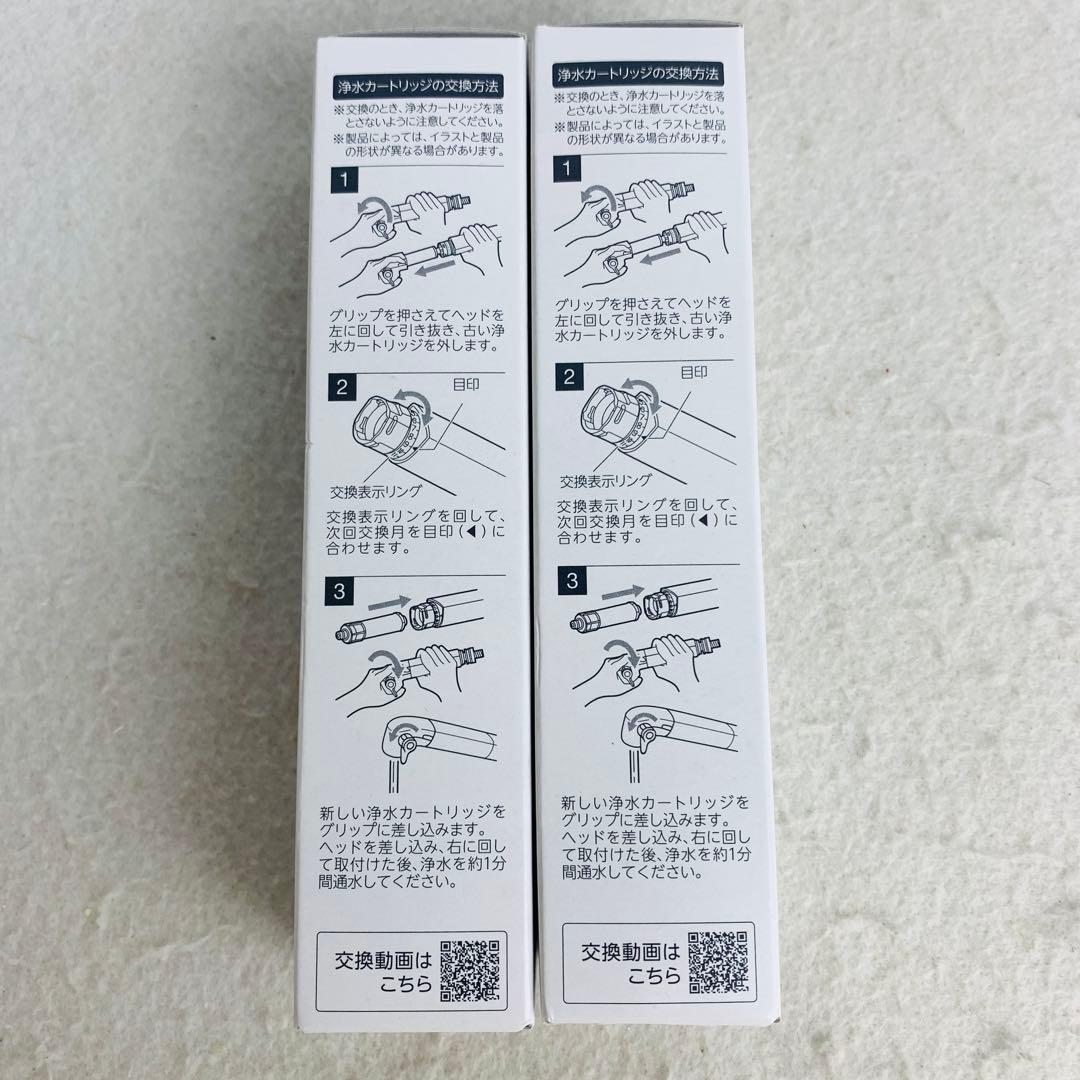 浄水カートリッジの交換方法
※交換のとき、浄水カートリッジを落
とさないように注意してください。
※製品によっては、イラストと製品
の形状が異なる場合があります。
1
グリップを押さえてヘッドを
左に回して引き抜き、古い浄
水カートリッジを外します。
2
目印
交換表示リング
交換表示リングを回して、
次回交換月を目印(◀)に
合わせます。
3
新しい浄水カートリッジを
グリップに差し込みます。
ヘッドを差し込み、右に回し
て取付けた後、浄水を約1分
間通水してください。
交換動画は
こちら
浄水カートリッジの交換方法
※交換のとき、浄水カートリッジを落
とさないように注意してください。
※製品によっては、イラストと製品
の形状が異なる場合があります。
1
グリップを押さえてヘッドを
左に回して引き抜き、古い浄
水カートリッジを外します。
2
目印
交換表示リング
交換表示リングを回して、
次回交換月を目印(◀)に
合わせます。
3
新しい浄水カートリッジを
グリップに差し込みます。
ヘッドを差し込み、右に回し
て取付けた後、浄水を約1分
間通水してください。
交換動画は
こちら